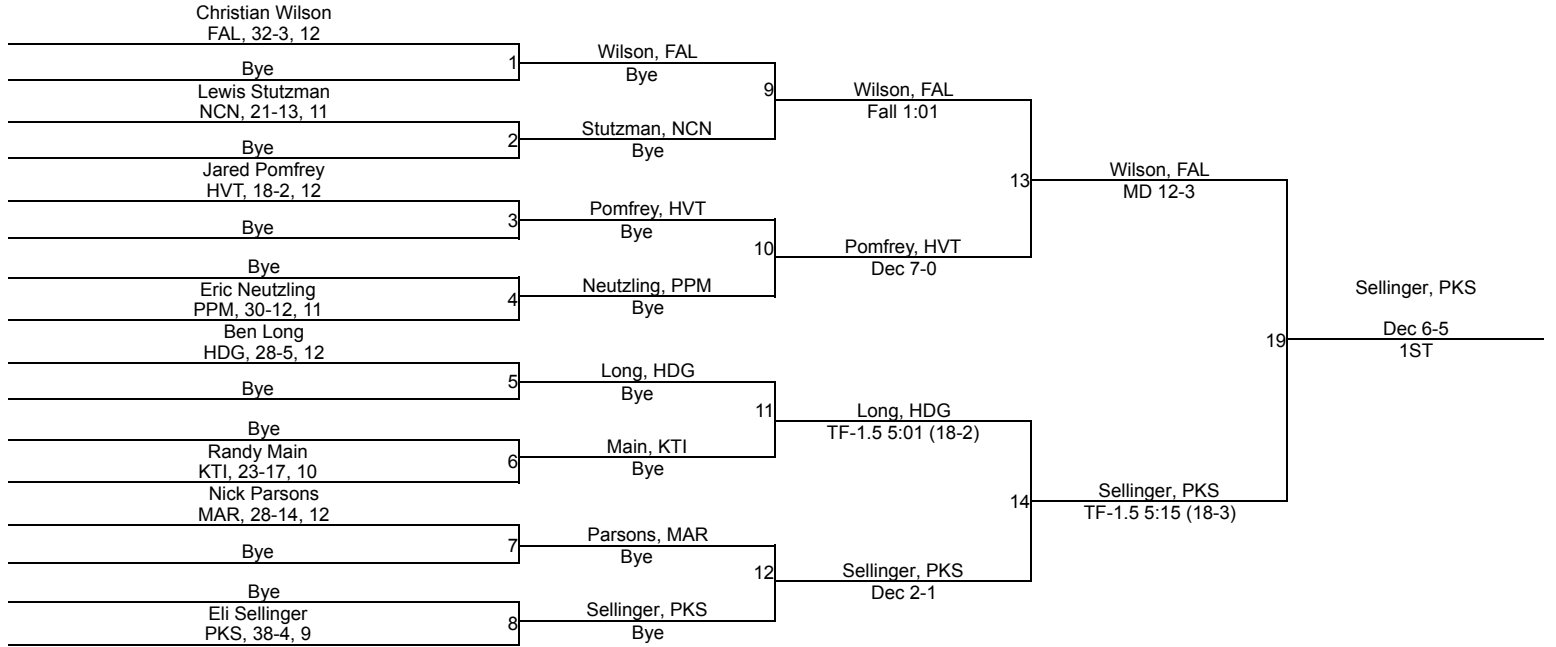 Christian Wilson
FAL, 32-3, 12
Bye
1
Lewis Stutzman
NCN, 21-13, 11
Bye
2
Jared Pomfrey
HVT, 18-2, 12
Bye
3
Bye
Eric Neutzling
PPM, 30-12, 11
4
Ben Long
HDG, 28-5, 12
Bye
5
Bye
Randy Main
KTI, 23-17, 10
6
Nick Parsons
MAR, 28-14, 12
Bye
7
Bye
Eli Sellinger
PKS, 38-4, 9
8
Wilson, FAL
Bye
9
Stutzman, NCN
Bye
Pomfrey, HVT
Bye
10
Neutzling, PPM
Bye
Long, HDG
Bye
11
Main, KTI
Bye
Parsons, MAR
Bye
12
Sellinger, PKS
Bye
Wilson, FAL
Fall 1:01
13
Pomfrey, HVT
Dec 7-0
Long, HDG
TF-1.5 5:01 (18-2)
14
Sellinger, PKS
Dec 2-1
Wilson, FAL
MD 12-3
19
Sellinger, PKS
TF-1.5 5:15 (18-3)
Sellinger, PKS
Dec 6-5
1ST